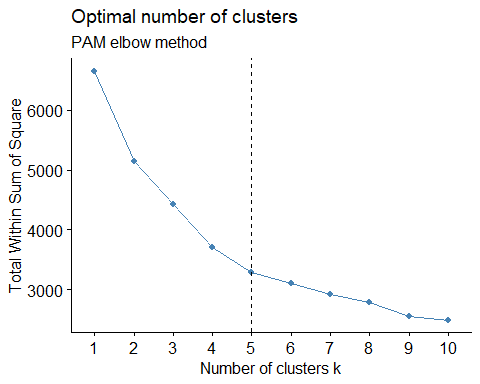 Optimal number of clusters
PAM elbow method
Total Within Sum of Square
6000
5000
4000
3000
1 2 3 4 5 6 7 8 9 10
Number of clusters k